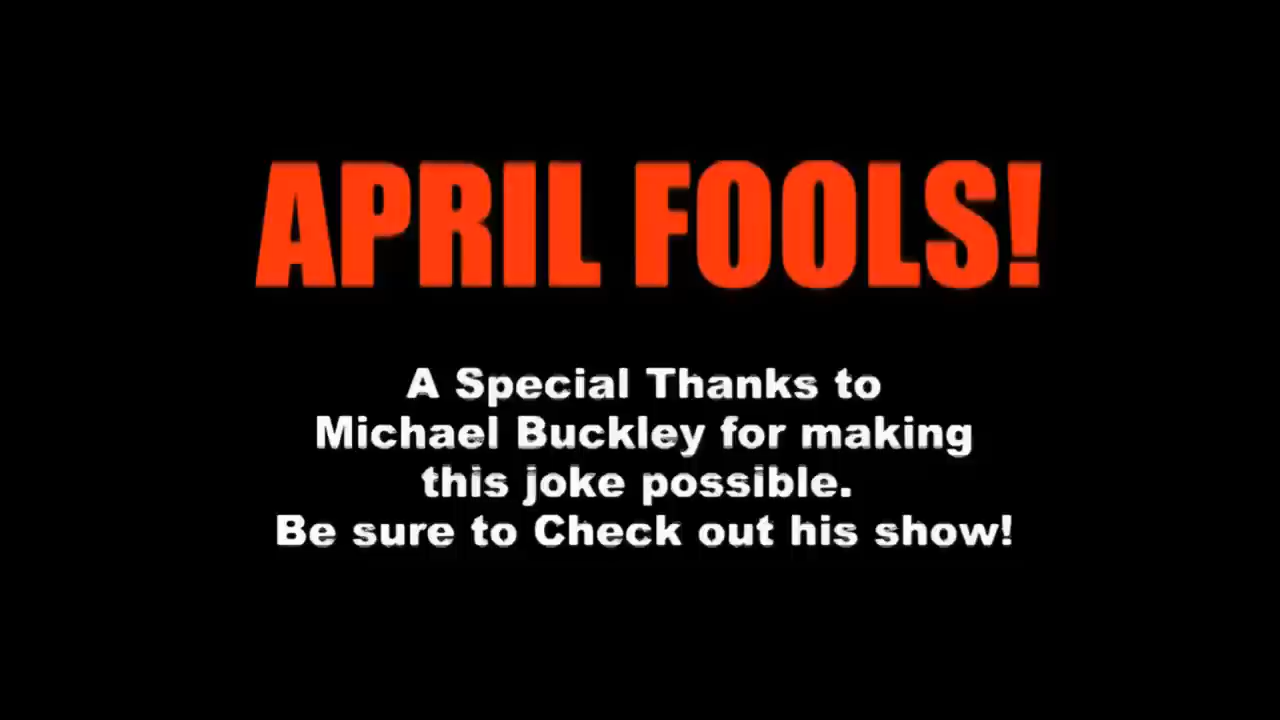 APRIL FOOLS!
A Special Thanks to
Michael Buckley for making
this joke possible.
Be sure to Check out his show!